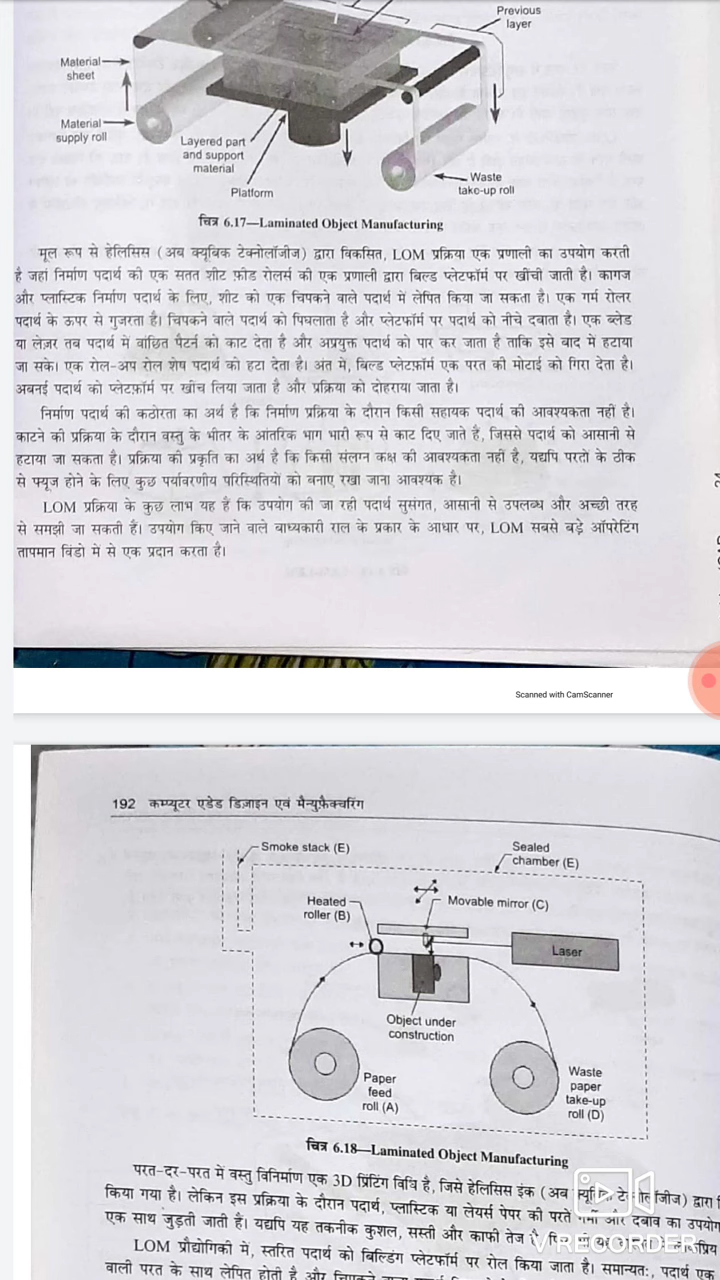 Previous
layer
Material
sheet
Material
supply roll
Layered part
and support
material
Platform
Waste
take-up roll
चित्र 6.17—Laminated Object Manufacturing
मूल रूप से हेलिसिस (अब क्यूबिक टेक्नोलॉजीज) द्वारा विकसित, LOM प्रक्रिया एक प्रणाली का उपयोग करती
है जहां निर्माण पदार्थ की एक सतत शीट फ़ीड रोलर्स की एक प्रणाली द्वारा बिल्ड प्लेटफॉर्म पर खींची जाती है। कागज
और प्लास्टिक निर्माण पदार्थ के लिए, शीट को एक चिपकने वाले पदार्थ में लेपित किया जा सकता है। एक गर्म रोलर
पदार्थ के ऊपर से गुजरता है। चिपकने वाले पदार्थ को पिघलाता है और प्लेटफॉर्म पर पदार्थ को नीचे दबाता है। एक ब्लेड
या लेज़र तब पदार्थ में वांछित पैटर्न को काट देता है और अप्रयुक्त पदार्थ को पार कर जाता है ताकि इसे बाद में हटाया
जा सके। एक रोल-अप रोल शेष पदार्थ को हटा देता है। अंत में, बिल्ड प्लेटफ़ॉर्म एक परत की मोटाई को गिरा देता है।
अबनई पदार्थ को प्लेटफ़ॉर्म पर खींच लिया जाता है और प्रक्रिया को दोहराया जाता है।
निर्माण पदार्थ की कठोरता का अर्थ है कि निर्माण प्रक्रिया के दौरान किसी सहायक पदार्थ की आवश्यकता नहीं है।
काटने की प्रक्रिया के दौरान वस्तु के भीतर के आंतरिक भाग भारी रूप से काट दिए जाते हैं, जिससे पदार्थ को आसानी से
हटाया जा सकता है। प्रक्रिया की प्रकृति का अर्थ है कि किसी संलग्न कक्ष की आवश्यकता नहीं है, यद्यपि परतों के ठीक
से फ्यूज होने के लिए कुछ पर्यावरणीय परिस्थितियों को बनाए रखा जाना आवश्यक है।
LOM प्रक्रिया के कुछ लाभ यह हैं कि उपयोग की जा रही पदार्थ सुसंगत, आसानी से उपलब्ध और अच्छी तरह
से समझी जा सकती हैं। उपयोग किए जाने वाले बाध्यकारी राल के प्रकार के आधार पर, LOM सबसे बड़े ऑपरेटिंग
तापमान विंडो में से एक प्रदान करता है।
Scanned with CamScanner
192 कम्प्यूटर एडेड डिज़ाइन एवं मैन्युफ़ैक्चरिंग
Smoke stack (E)
Sealed
chamber (E)
Heated
roller (B)
Movable mirror (C)
Laser
Object under
construction
Paper
feed
roll (A)
Waste
paper
take-up
roll (D)
चित्र 6.18—Laminated Object Manufacturing
परत-दर-परत में वस्तु विनिर्माण एक 3D प्रिंटिंग विधि है, जिसे हेलिसिस इंक (अब क्यूबिक टेक्नोलॉजीज) द्वारा
किया गया है। लेकिन इस प्रक्रिया के दौरान पदार्थ, प्लास्टिक या लेयर्स पेपर की परतें गर्मी और दबाव का उपयोग
एक साथ जुड़ती जाती हैं। यद्यपि यह तकनीक कुशल, सस्ती और काफी तेज है
LOM प्रौद्योगिकी में, स्तरित पदार्थ को बिल्डिंग प्लेटफॉर्म पर रोल किया जाता है। सामान्यतः, पदार्थ एक
वाली परत के साथ लेपित होती है और
V RECORDER